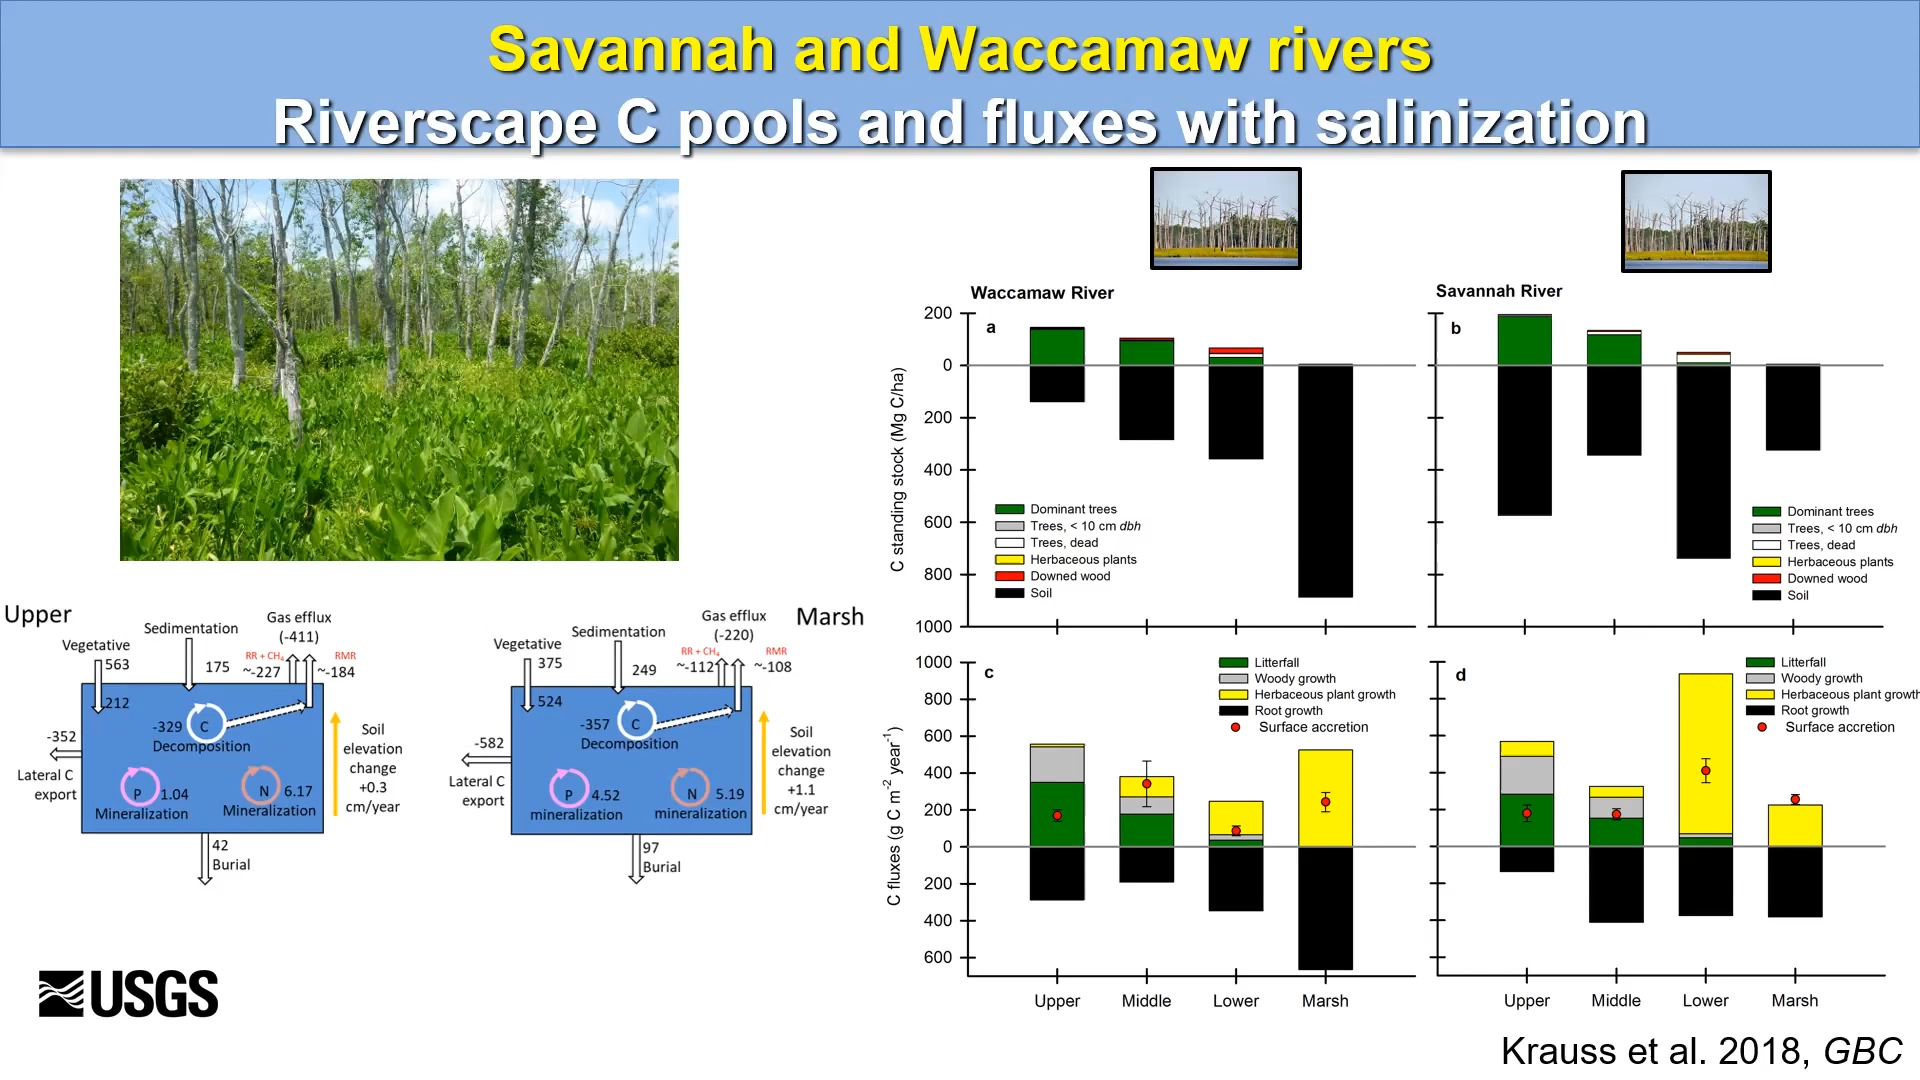 Savannah and Waccamaw rivers
Riverscape C pools and fluxes with salinization
Upper
Vegetative
563
212
Sedimentation
175
Gas efflux
(-411)
RR + CH4
~-227
RMR
~-184
-329
C
Decomposition
-352
Lateral C
export
P
1.04
Mineralization
N
6.17
Mineralization
Soil
elevation
change
+0.3
cm/year
42
Burial
Marsh
Vegetative
375
524
Sedimentation
249
Gas efflux
(-220)
RR + CH4
~-112
RMR
~-108
-357
C
Decomposition
-582
Lateral C
export
P
4.52
mineralization
N
5.19
mineralization
Soil
elevation
change
+1.1
cm/year
97
Burial
USGS
Waccamaw River
a
C standing stock (Mg C/ha)
200
0
200
400
600
800
1000
Dominant trees
Trees, < 10 cm dbh
Trees, dead
Herbaceous plants
Downed wood
Soil
Savannah River
b
Dominant trees
Trees, < 10 cm dbh
Trees, dead
Herbaceous plants
Downed wood
Soil
c
C fluxes (g C m-2 year-1)
1000
800
600
400
200
0
200
400
600
Litterfall
Woody growth
Herbaceous plant growth
Root growth
Surface accretion
Upper Middle Lower Marsh
d
Litterfall
Woody growth
Herbaceous plant growth
Root growth
Surface accretion
Upper Middle Lower Marsh
Krauss et al. 2018, GBC